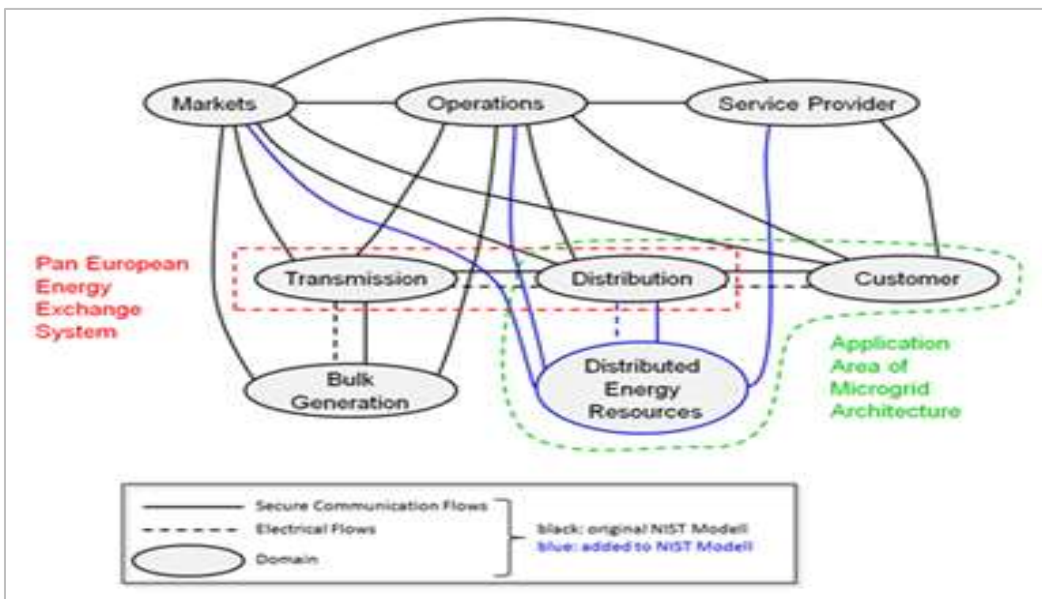 Markets
Operations
Service Provider
Pan European
Energy
Exchange
System
Transmission
Distribution
Customer
Bulk
Generation
Distributed
Energy
Resources
Application
Area of
Microgrid
Architecture
Secure Communication Flows
Electrical Flows
Domain
black: original NIST Modell
blue: added to NIST Modell